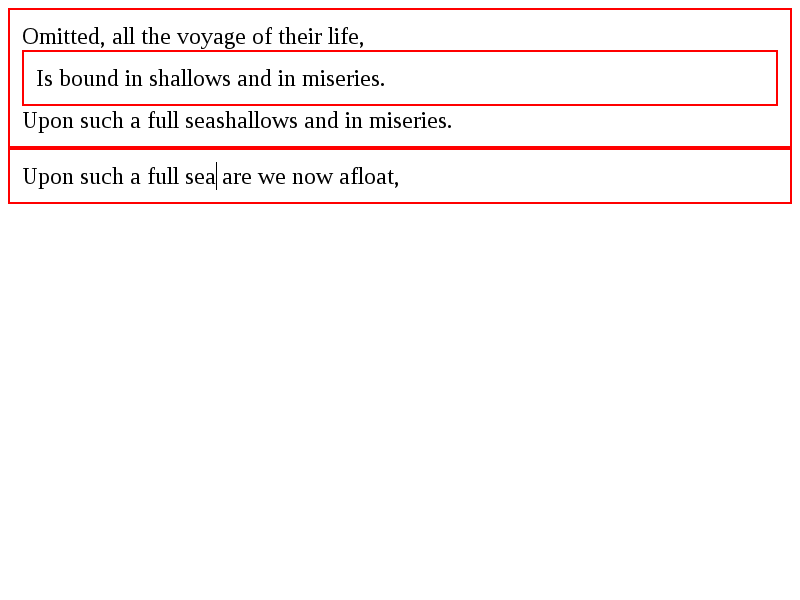 Omitted, all the voyage of their life,
Is bound in shallows and in miseries.
Upon such a full seashallows and in miseries.
Upon such a full sea are we now afloat,